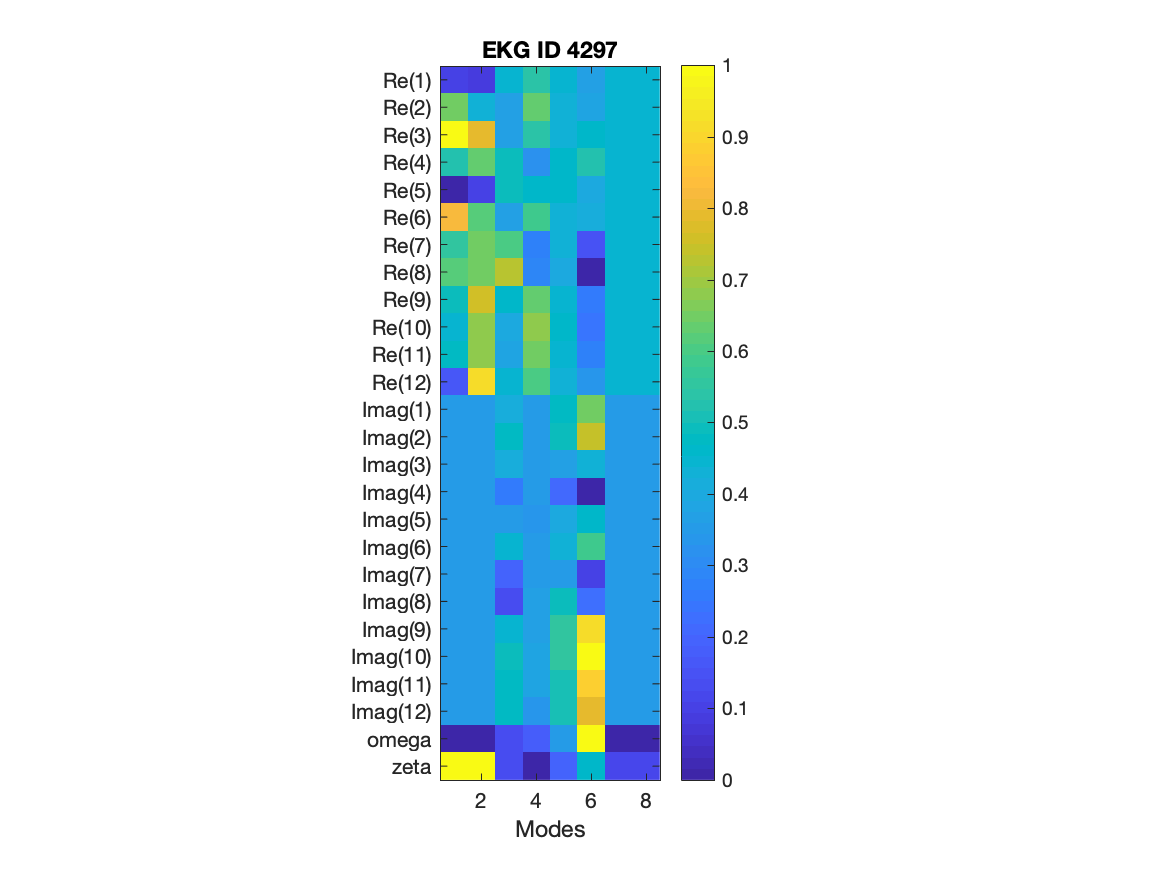 EKG ID 4297
Re(1)
Re(2)
Re(3)
Re(4)
Re(5)
Re(6)
Re(7)
Re(8)
Re(9)
Re(10)
Re(11)
Re(12)
Imag(1)
Imag(2)
Imag(3)
Imag(4)
Imag(5)
Imag(6)
Imag(7)
Imag(8)
Imag(9)
Imag(10)
Imag(11)
Imag(12)
omega
zeta
2 4 6 8
Modes
1
0.9
0.8
0.7
0.6
0.5
0.4
0.3
0.2
0.1
0